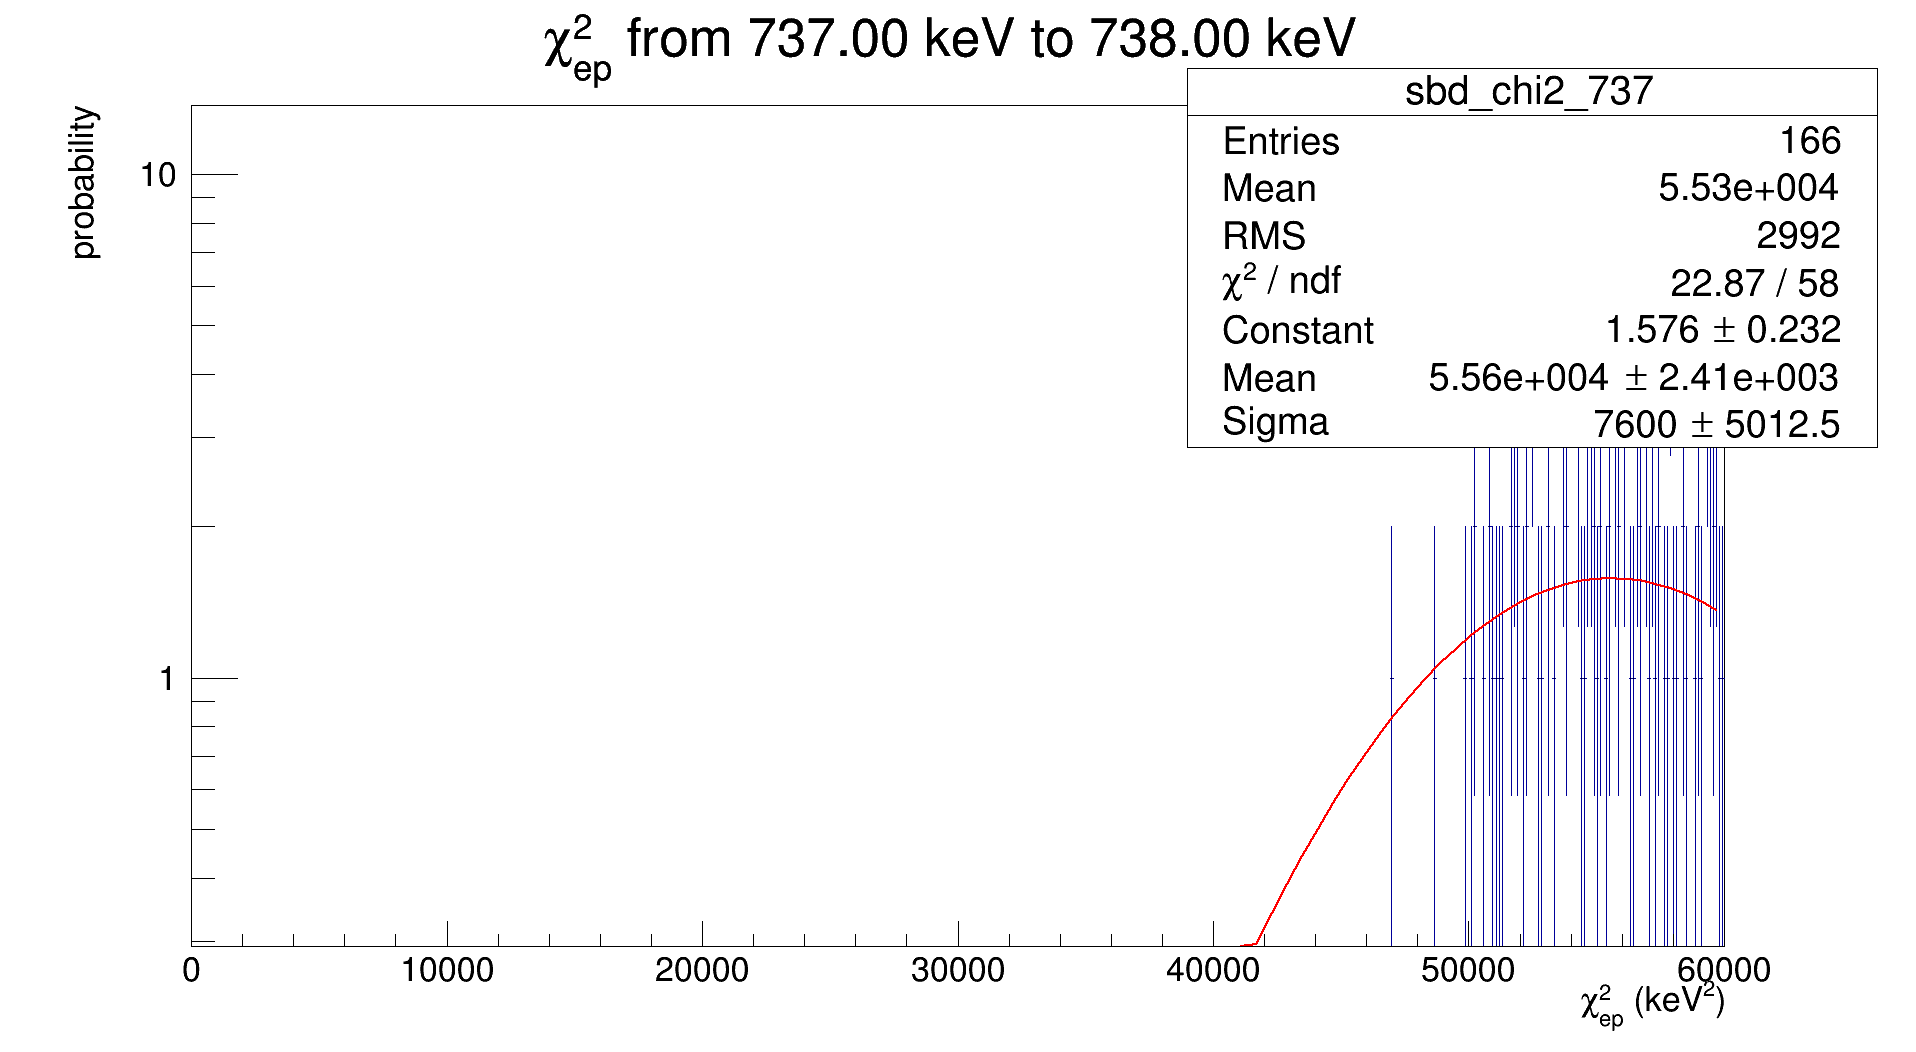 χ²ep from 737.00 keV to 738.00 keV
sbd_chi2_737
Entries 166
Mean 5.53e+004
RMS 2992
χ² / ndf 22.87 / 58
Constant 1.576 ± 0.232
Mean 5.56e+004 ± 2.41e+003
Sigma 7600 ± 5012.5
probability
10
1
0 10000 20000 30000 40000 50000 60000
χ²ep (keV²)